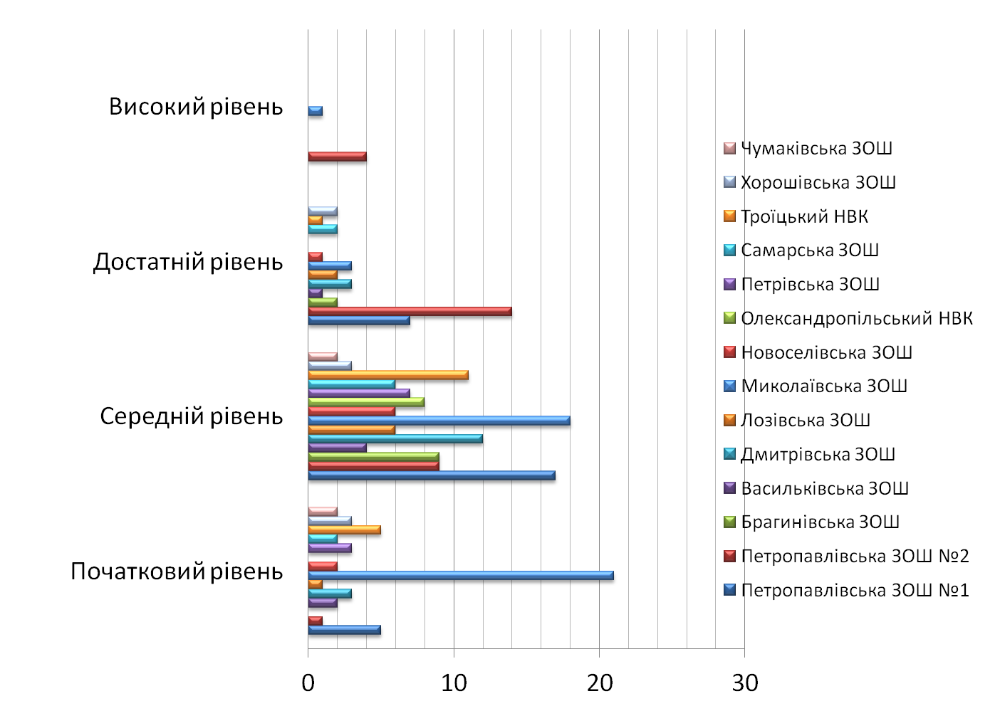 Високий рівень
Достатній рівень
Середній рівень
Початковий рівень
0 10 20 30
Чумаківська ЗОШ
Хорошівська ЗОШ
Троїцький НВК
Самарська ЗОШ
Петрівська ЗОШ
Олександропільський НВК
Новоселівська ЗОШ
Миколаївська ЗОШ
Лозівська ЗОШ
Дмитрівська ЗОШ
Васильківська ЗОШ
Брагинівська ЗОШ
Петропавлівська ЗОШ №2
Петропавлівська ЗОШ №1